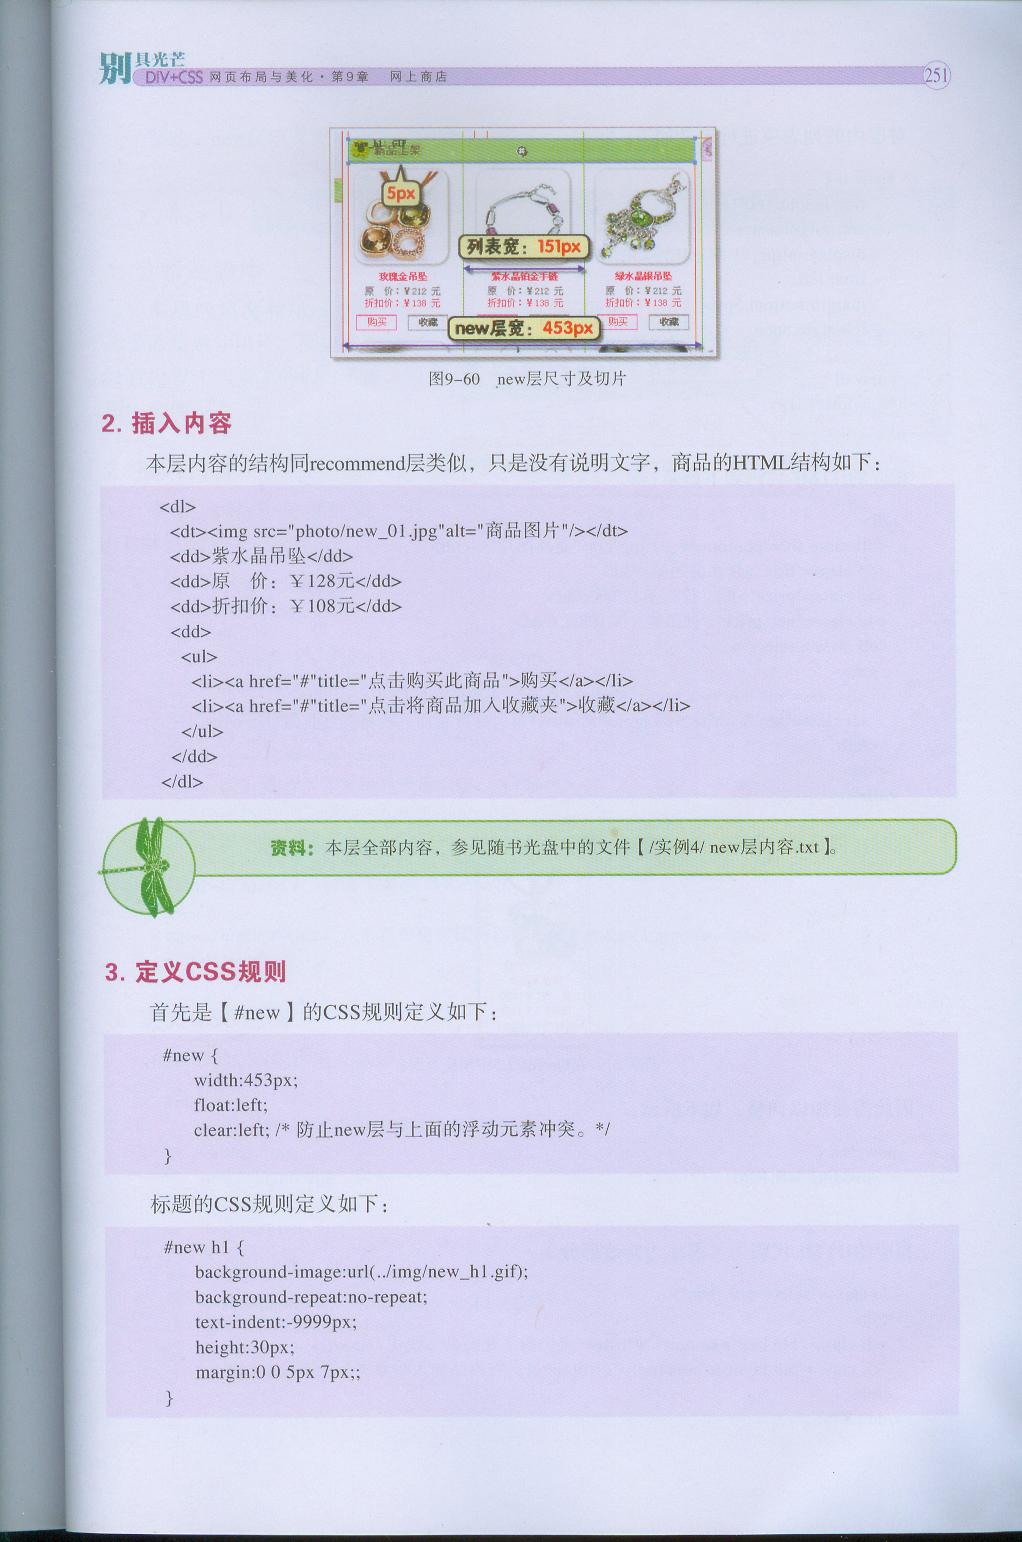 别具光芒
DIV+CSS 网页布局与美化·第9章 网上商店
251
精品上架
5px
列表宽：151px
玫瑰金吊坠 紫水晶铂金手链 绿水晶银吊坠
原 价：￥212 元 原 价：￥212 元 原 价：￥212 元
折扣价：￥138 元 折扣价：￥138 元 折扣价：￥138 元
购买 收藏 购买 收藏
new层宽：453px
图9-60 new层尺寸及切片
2. 插入内容
本层内容的结构同recommend层类似，只是没有说明文字，商品的HTML结构如下：
<dl>
<dt><img src="photo/new_01.jpg"alt="商品图片"/></dt>
<dd>紫水晶吊坠</dd>
<dd>原 价：￥128元</dd>
<dd>折扣价：￥108元</dd>
<dd>
<ul>
<li><a href="#"title="点击购买此商品">购买</a></li>
<li><a href="#"title="点击将商品加入收藏夹">收藏</a></li>
</ul>
</dd>
</dl>
资料：本层全部内容，参见随书光盘中的文件【/实例4/ new层内容.txt】。
3. 定义CSS规则
首先是【#new】的CSS规则定义如下：
#new {
width:453px;
float:left;
clear:left; /* 防止new层与上面的浮动元素冲突。*/
}
标题的CSS规则定义如下：
#new h1 {
background-image:url(../img/new_h1.gif);
background-repeat:no-repeat;
text-indent:-9999px;
height:30px;
margin:0 0 5px 7px;;
}